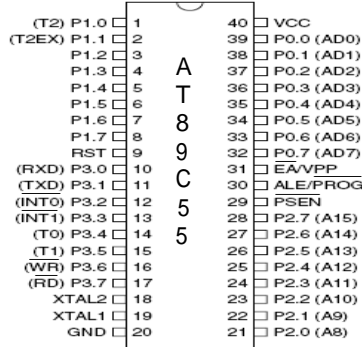 (T2) P1.0 1 40 VCC
(T2EX) P1.1 2 39 P0.0 (AD0)
P1.2 3 38 P0.1 (AD1)
P1.3 4 37 P0.2 (AD2)
P1.4 5 36 P0.3 (AD3)
P1.5 6 35 P0.4 (AD4)
P1.6 7 34 P0.5 (AD5)
P1.7 8 33 P0.6 (AD6)
RST 9 32 P0.7 (AD7)
(RXD) P3.0 10 31 EA/VPP
(TXD) P3.1 11 30 ALE/PROG
(INT0) P3.2 12 29 PSEN
(INT1) P3.3 13 28 P2.7 (A15)
(T0) P3.4 14 27 P2.6 (A14)
(T1) P3.5 15 26 P2.5 (A13)
(WR) P3.6 16 25 P2.4 (A12)
(RD) P3.7 17 24 P2.3 (A11)
XTAL2 18 23 P2.2 (A10)
XTAL1 19 22 P2.1 (A9)
GND 20 21 P2.0 (A8)
AT89C55